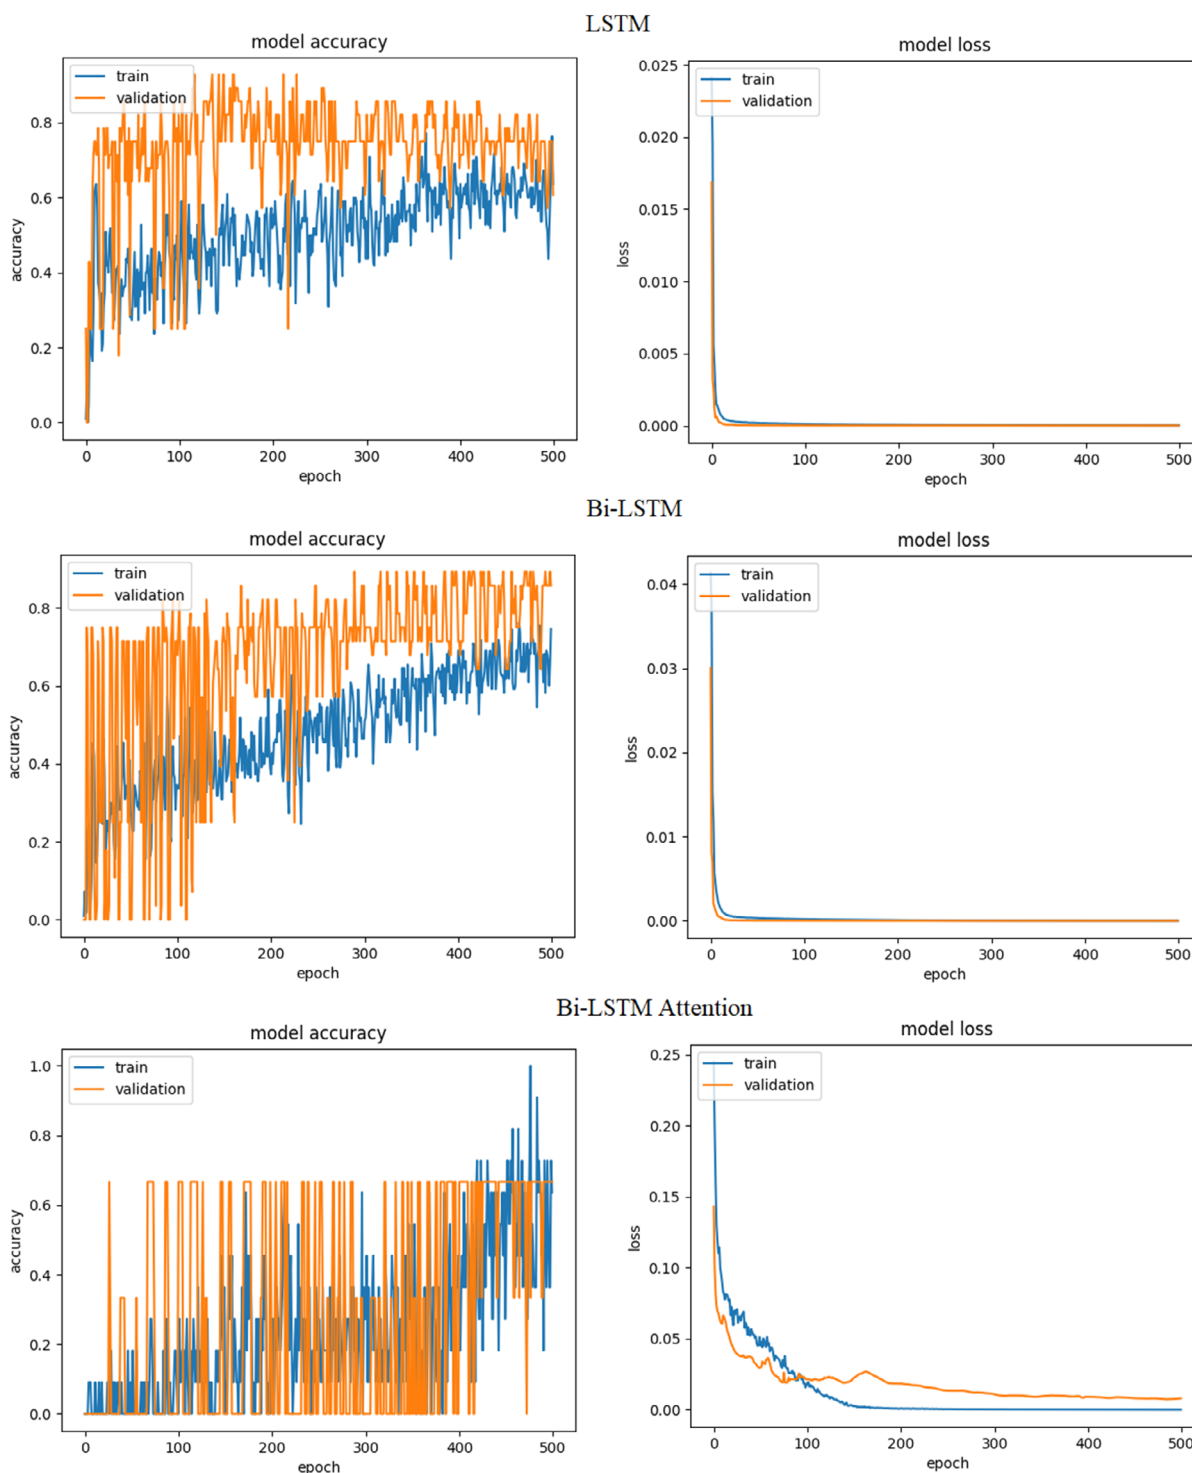 LSTM
model accuracy
train
validation
0.8
0.6
0.4
0.2
0.0
accuracy
0
100
200
300
400
500
epoch
model loss
train
validation
0.025
0.020
0.015
0.010
0.005
0.000
loss
0
100
200
300
400
500
epoch
Bi-LSTM
model accuracy
train
validation
0.8
0.6
0.4
0.2
0.0
accuracy
0
100
200
300
400
500
epoch
model loss
train
validation
0.04
0.03
0.02
0.01
0.00
loss
0
100
200
300
400
500
epoch
Bi-LSTM Attention
model accuracy
train
validation
1.0
0.8
0.6
0.4
0.2
0.0
accuracy
0
100
200
300
400
500
epoch
model loss
train
validation
0.25
0.20
0.15
0.10
0.05
0.00
loss
0
100
200
300
400
500
epoch